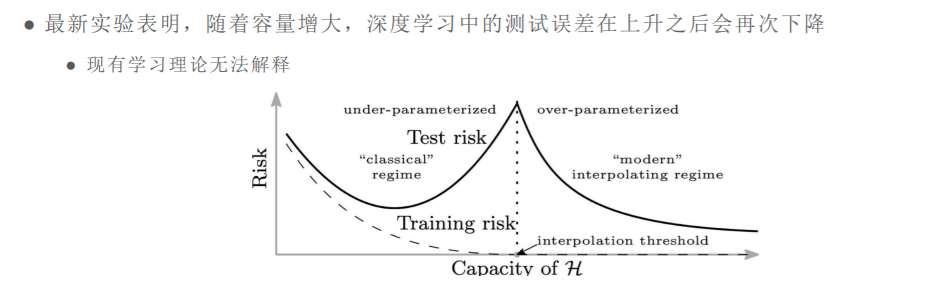 ● 最新实验表明，随着容量增大，深度学习中的测试误差在上升之后会再次下降
● 现有学习理论无法解释
under-parameterized
over-parameterized
Test risk
"classical"
regime
"modern"
interpolating regime
Risk
Training risk
interpolation threshold
Capacity of ℋ